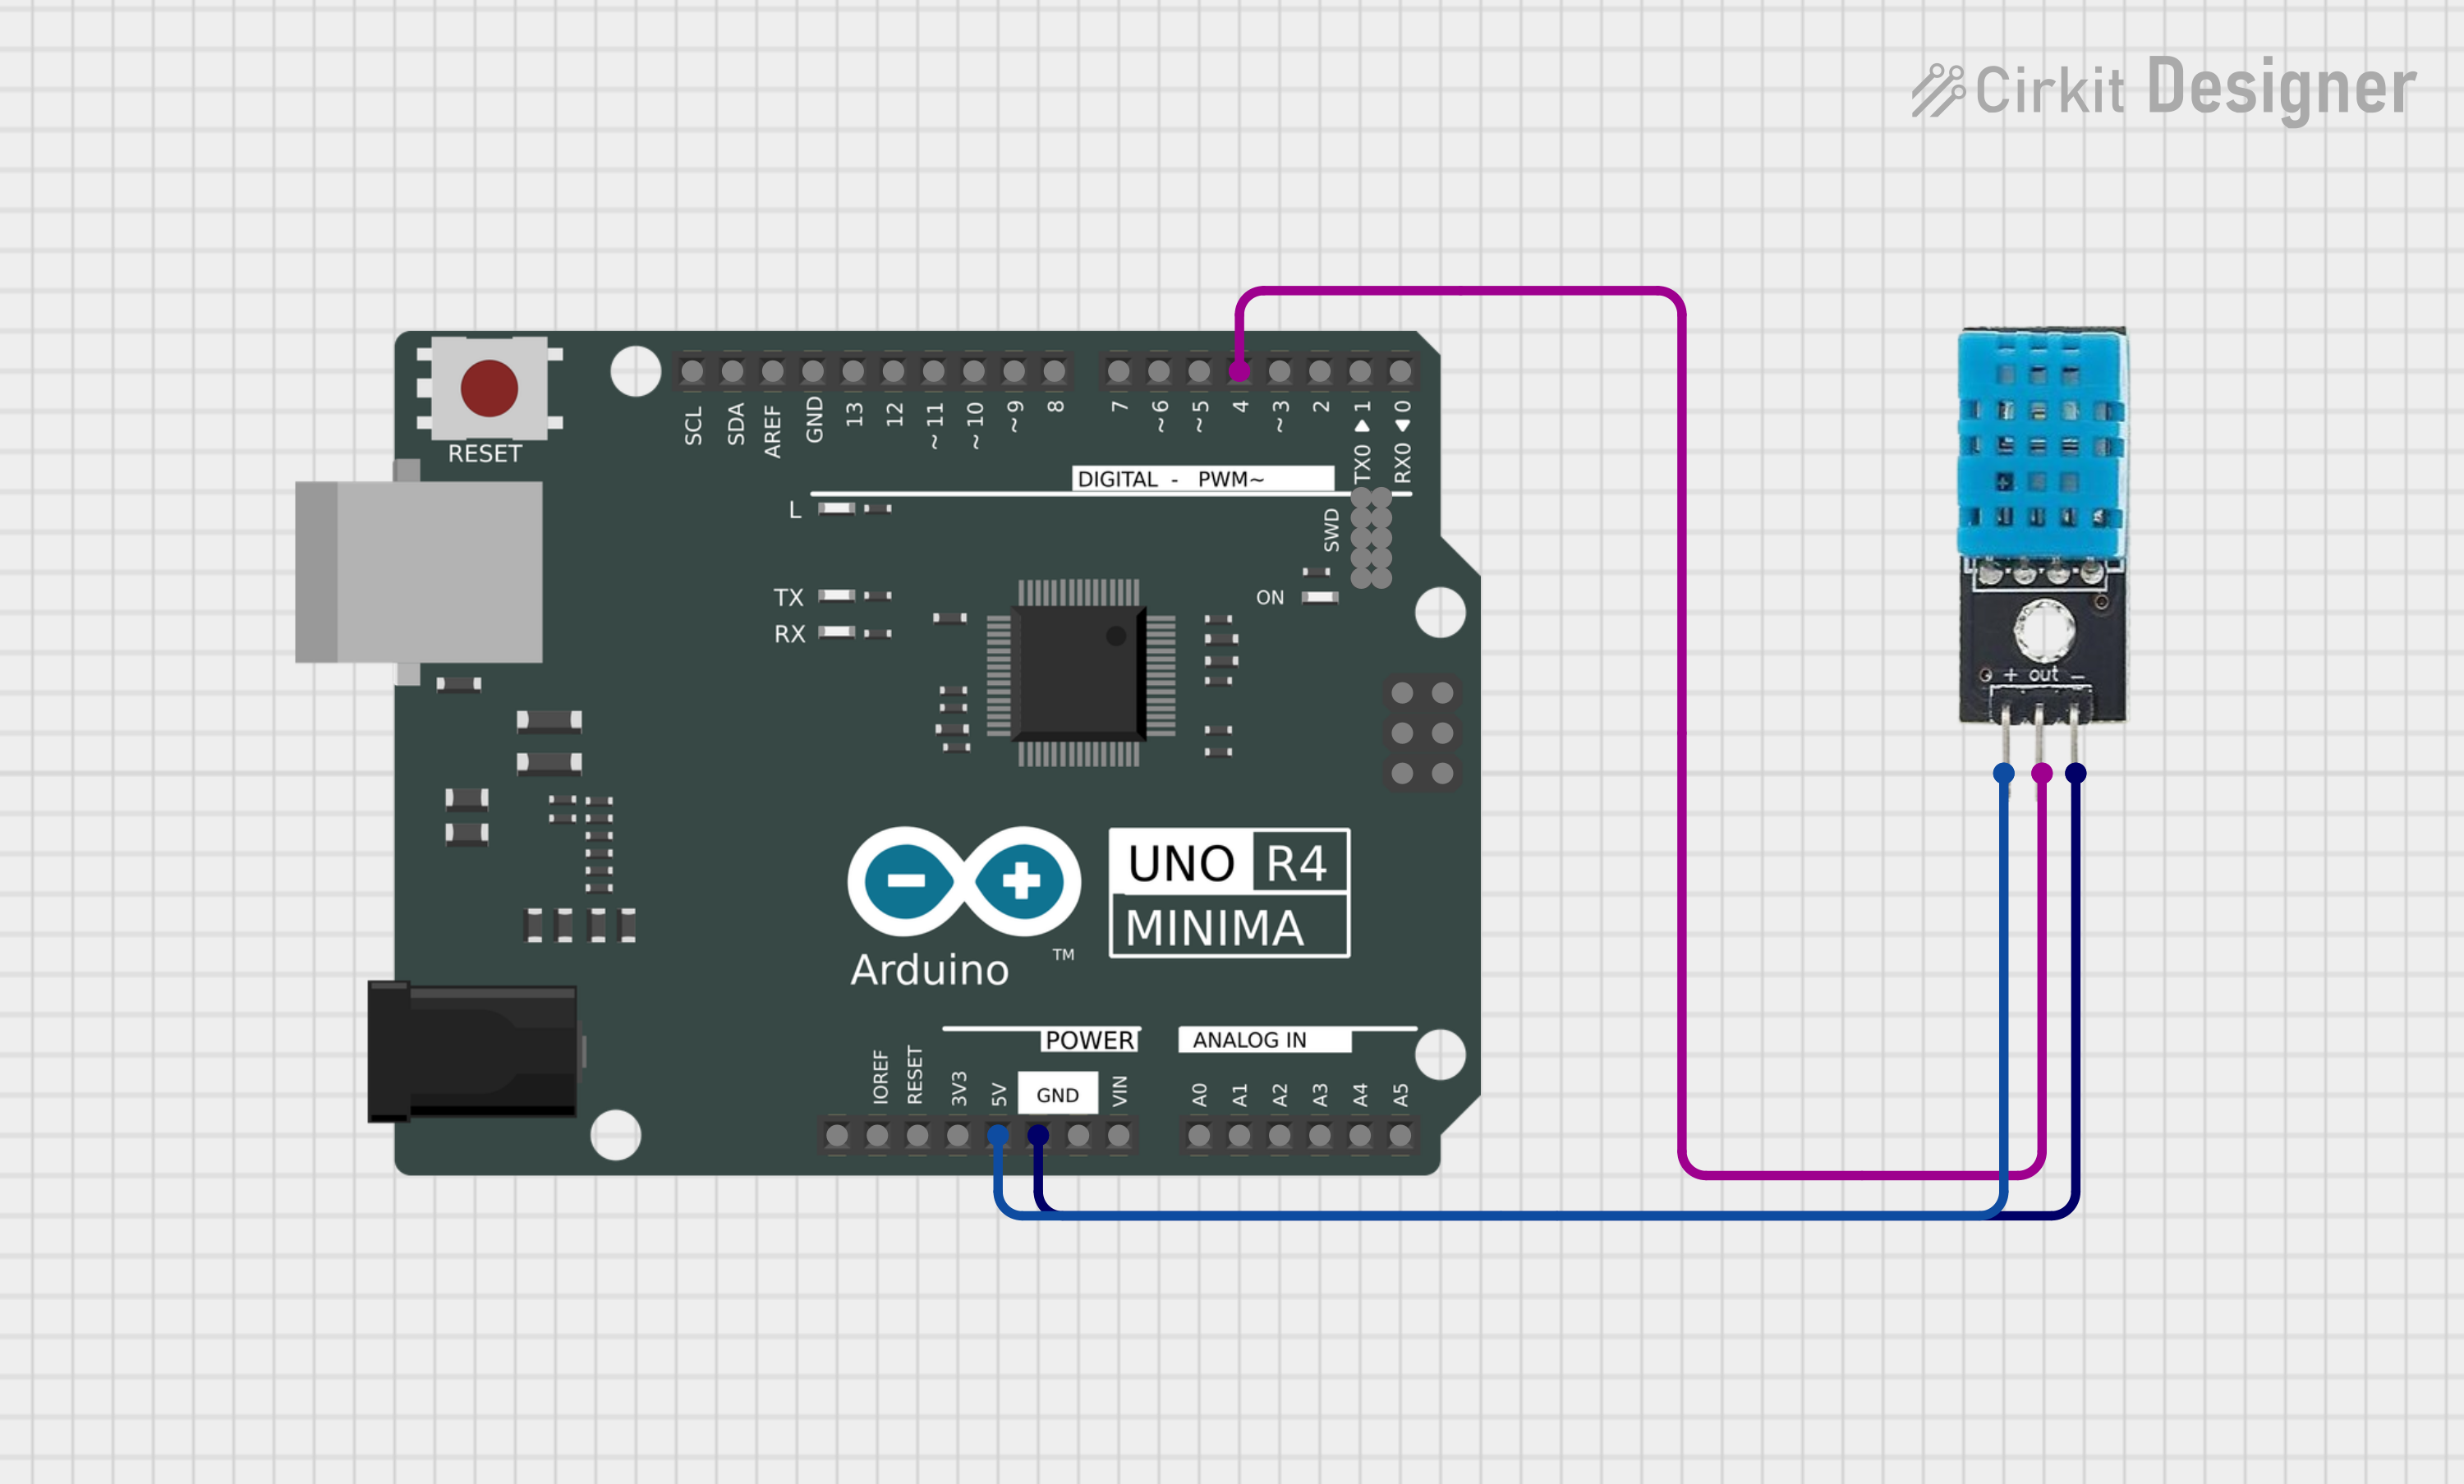 Cirkit Designer
RESET
SCL
SDA
AREF
GND
13
12
~11
~10
~9
8
7
~6
~5
4
~3
2
TX0 ▶ 1
RX0 ◀ 0
DIGITAL - PWM~
L
TX
RX
SWD
ON
+ out −
UNO R4
MINIMA
Arduino
TM
POWER
ANALOG IN
IOREF
RESET
3V3
5V
GND
VIN
A0
A1
A2
A3
A4
A5